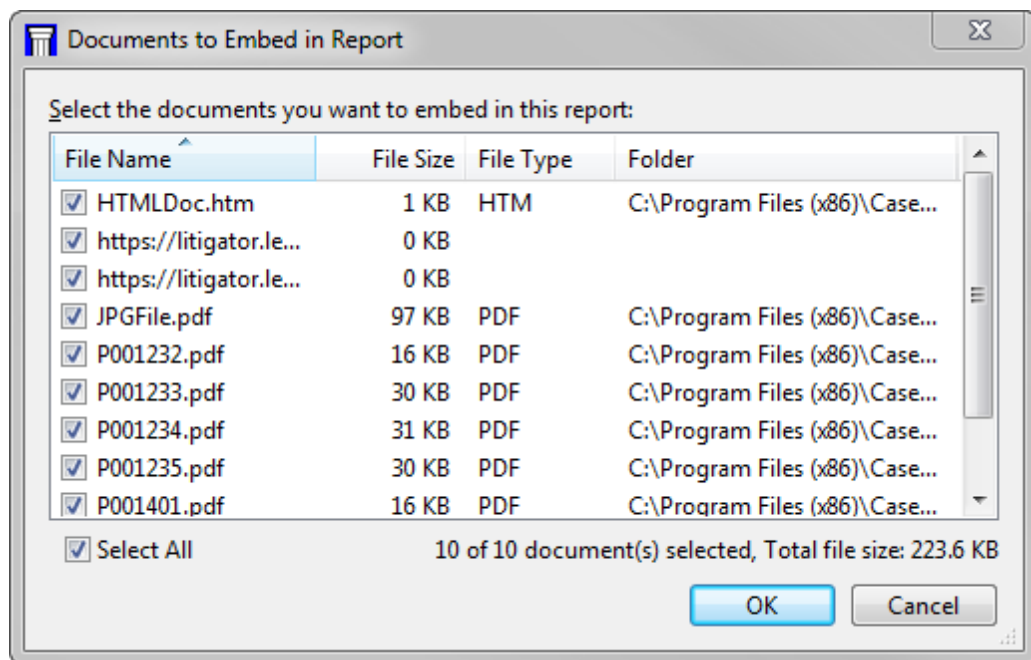 Documents to Embed in Report
Select the documents you want to embed in this report:
File Name File Size File Type Folder
HTMLDoc.htm 1 KB HTM C:\Program Files (x86)\Case...
https://litigator.le... 0 KB
https://litigator.le... 0 KB
JPGFile.pdf 97 KB PDF C:\Program Files (x86)\Case...
P001232.pdf 16 KB PDF C:\Program Files (x86)\Case...
P001233.pdf 30 KB PDF C:\Program Files (x86)\Case...
P001234.pdf 31 KB PDF C:\Program Files (x86)\Case...
P001235.pdf 30 KB PDF C:\Program Files (x86)\Case...
P001401.pdf 16 KB PDF C:\Program Files (x86)\Case...
Select All 10 of 10 document(s) selected, Total file size: 223.6 KB
OK Cancel